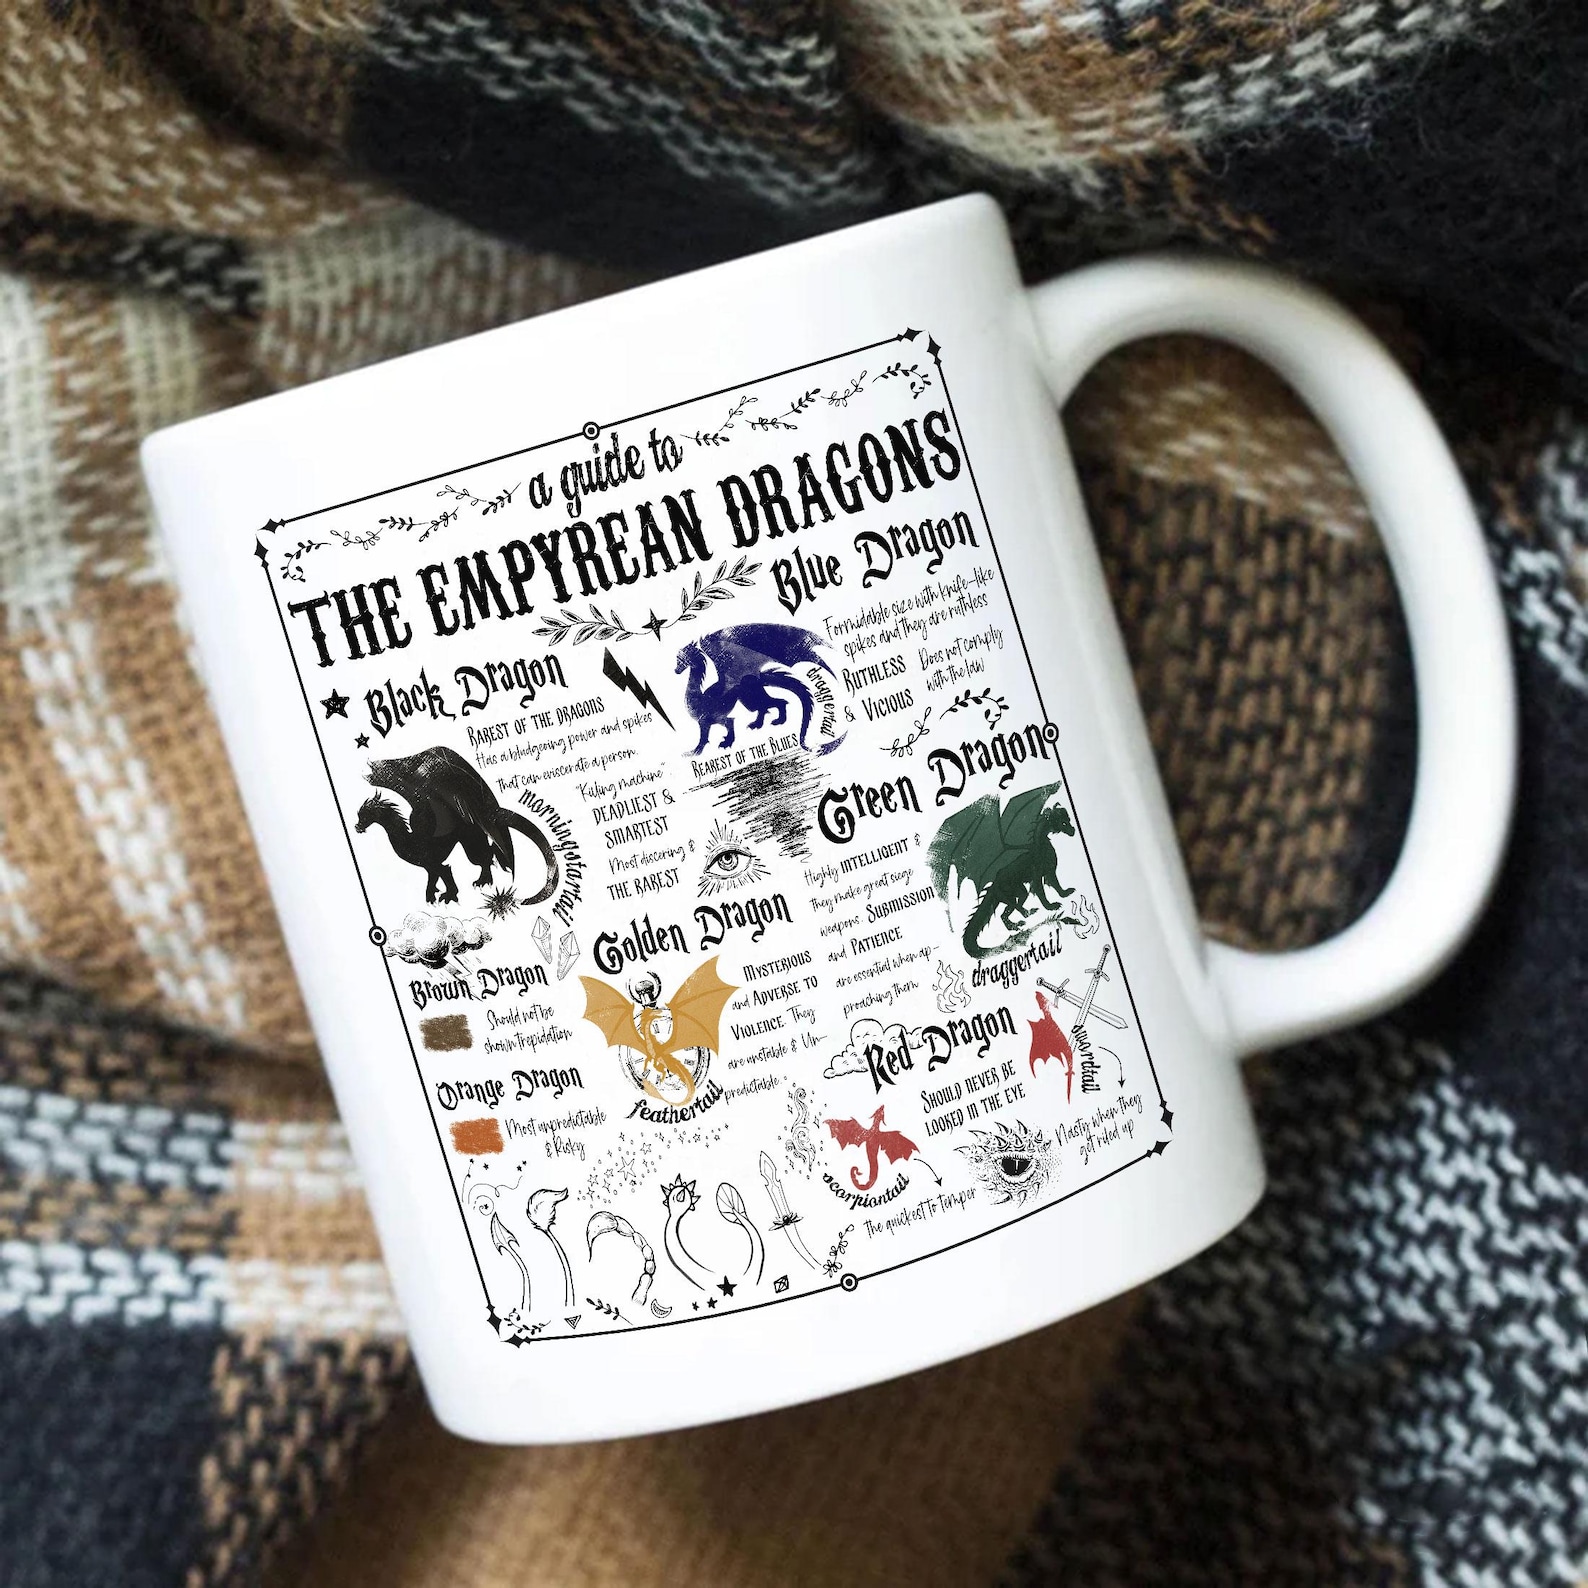 a guide to
THE EMPYREAN DRAGONS
Black Dragon
RAREST OF THE DRAGONS
Has a bludgeoning power and spikes
that can eviscerate a person.
"Killing machine"
DEADLIEST &
SMARTEST
Most discering &
THE RAREST
morningstartail
Blue Dragon
Formidable size with knife-like
spikes and they are ruthless
RUTHLESS
& VICIOUS
Does not comply
with the law
draggertail
REAREST OF THE BLUES
Green Dragon
Highly INTELLIGENT &
they make great siege
weapons. SUBMISSION
and PATIENCE
are essential when ap-
proaching them
draggertail
Golden Dragon
MYSTERIOUS
and ADVERSE TO
VIOLENCE. They
are unstable & Un-
predictable.
feathertail
Brown Dragon
Should not be
shown trepidation
Orange Dragon
Most unpredictable
& Risky
Red Dragon
SHOULD NEVER BE
LOOKED IN THE EYE
swordtail
Nasty when they
get riled up
scorpiontail
the quickest to temper